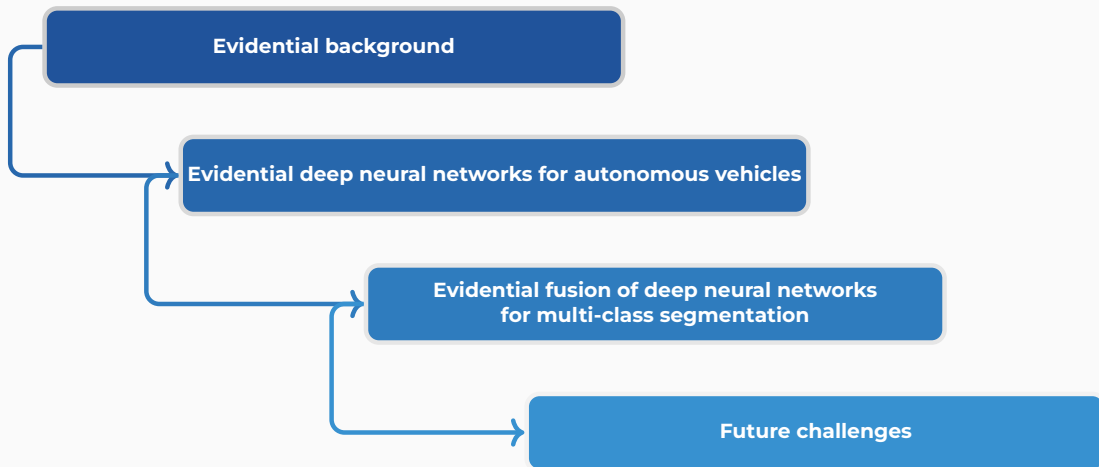 Evidential background
Evidential deep neural networks for autonomous vehicles
Evidential fusion of deep neural networks
for multi-class segmentation
Future challenges